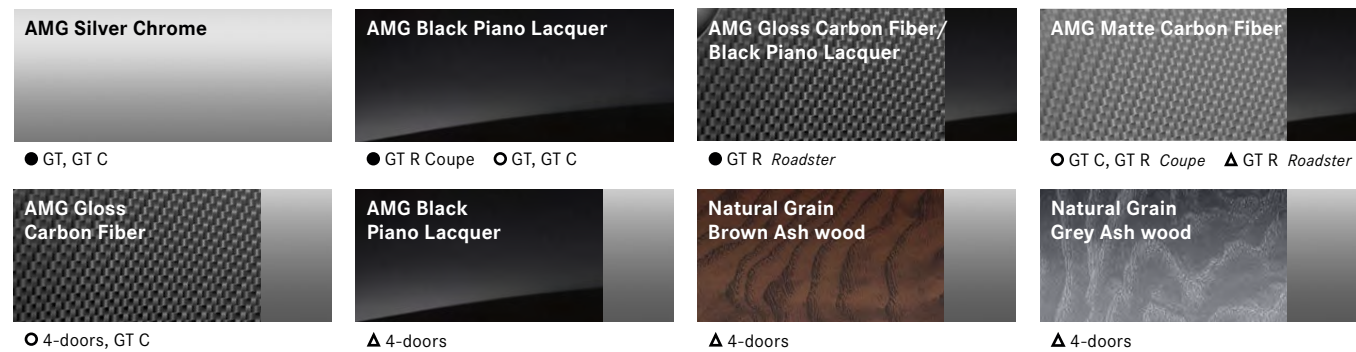 AMG Silver Chrome
AMG Black Piano Lacquer
AMG Gloss Carbon Fiber/
Black Piano Lacquer
AMG Matte Carbon Fiber
● GT, GT C
● GT R Coupe ○ GT, GT C
● GT R Roadster
○ GT C, GT R Coupe △ GT R Roadster
AMG Gloss
Carbon Fiber
AMG Black
Piano Lacquer
Natural Grain
Brown Ash wood
Natural Grain
Grey Ash wood
○ 4-doors, GT C
△ 4-doors
△ 4-doors
△ 4-doors